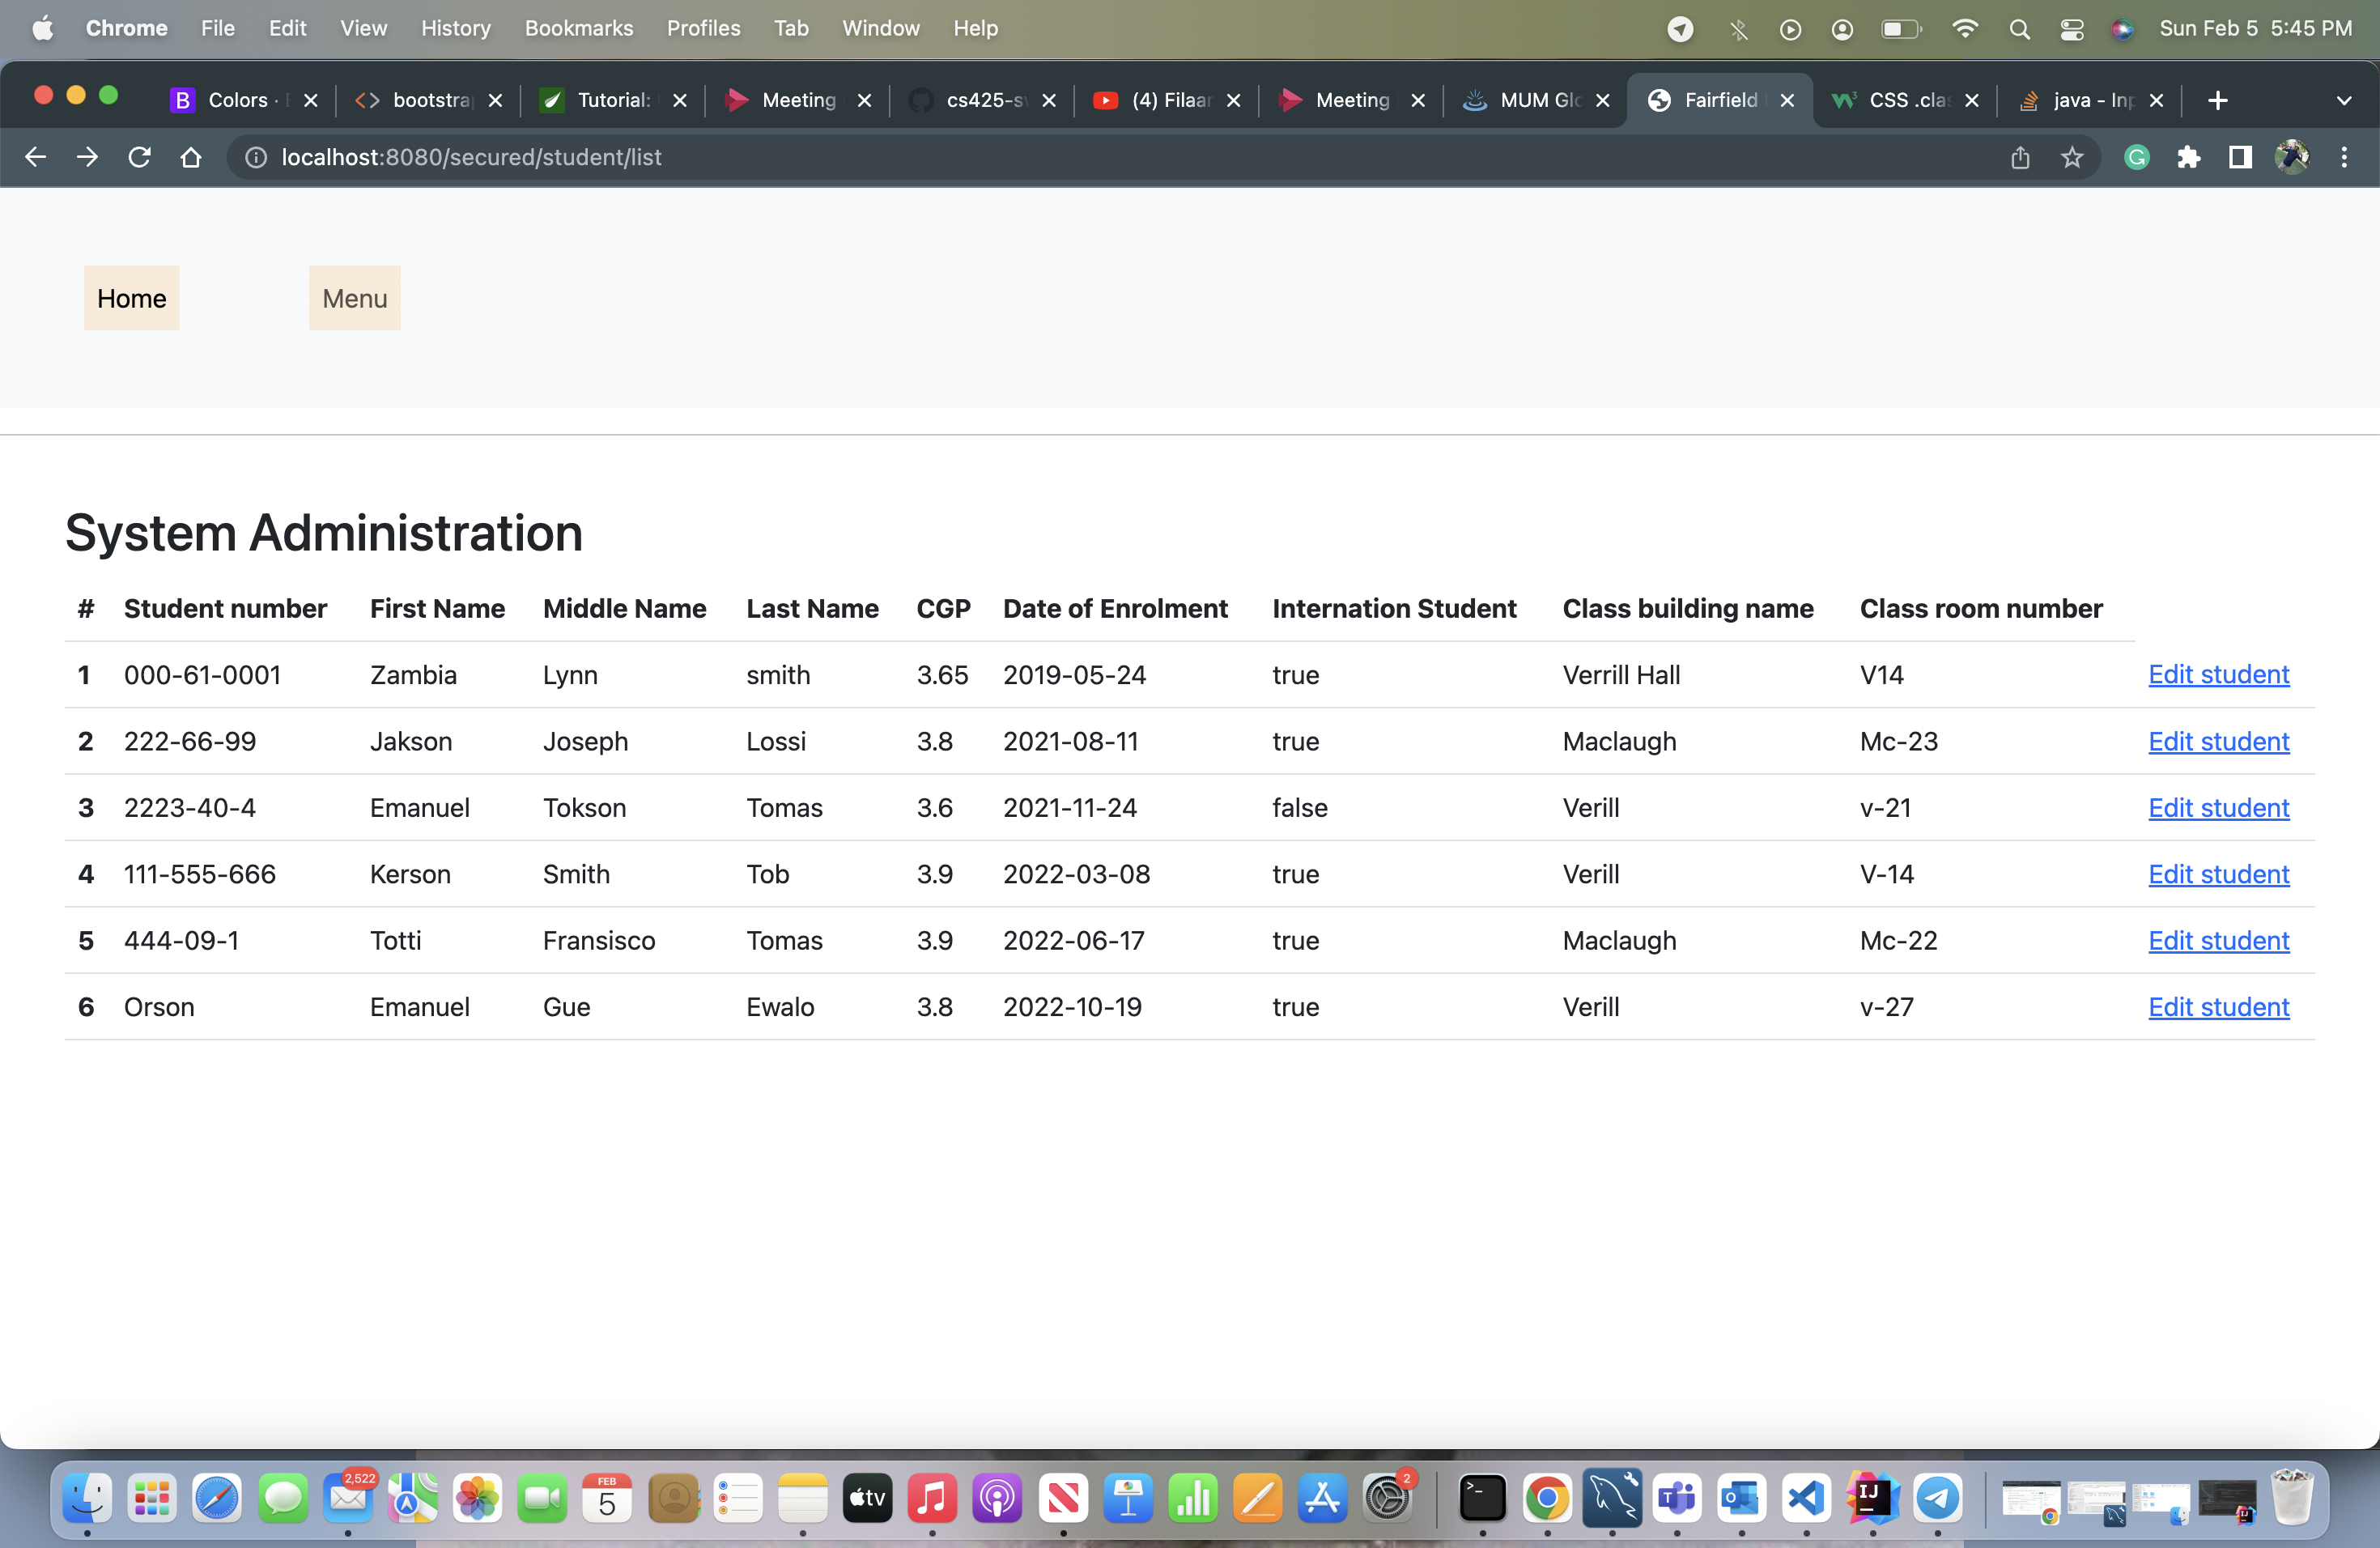 Chrome File Edit View History Bookmarks Profiles Tab Window Help Sun Feb 5 5:45 PM
B Colors · bootstra Tutorial: Meeting cs425-s (4) Filaar Meeting MUM Glo Fairfield CSS .cla java - Inp
localhost:8080/secured/student/list
Home Menu
System Administration
# Student number First Name Middle Name Last Name CGP Date of Enrolment Internation Student Class building name Class room number
1 000-61-0001 Zambia Lynn smith 3.65 2019-05-24 true Verrill Hall V14 Edit student
2 222-66-99 Jakson Joseph Lossi 3.8 2021-08-11 true Maclaugh Mc-23 Edit student
3 2223-40-4 Emanuel Tokson Tomas 3.6 2021-11-24 false Verill v-21 Edit student
4 111-555-666 Kerson Smith Tob 3.9 2022-03-08 true Verill V-14 Edit student
5 444-09-1 Totti Fransisco Tomas 3.9 2022-06-17 true Maclaugh Mc-22 Edit student
6 Orson Emanuel Gue Ewalo 3.8 2022-10-19 true Verill v-27 Edit student
2,522 FEB 5 tv 2 IJ